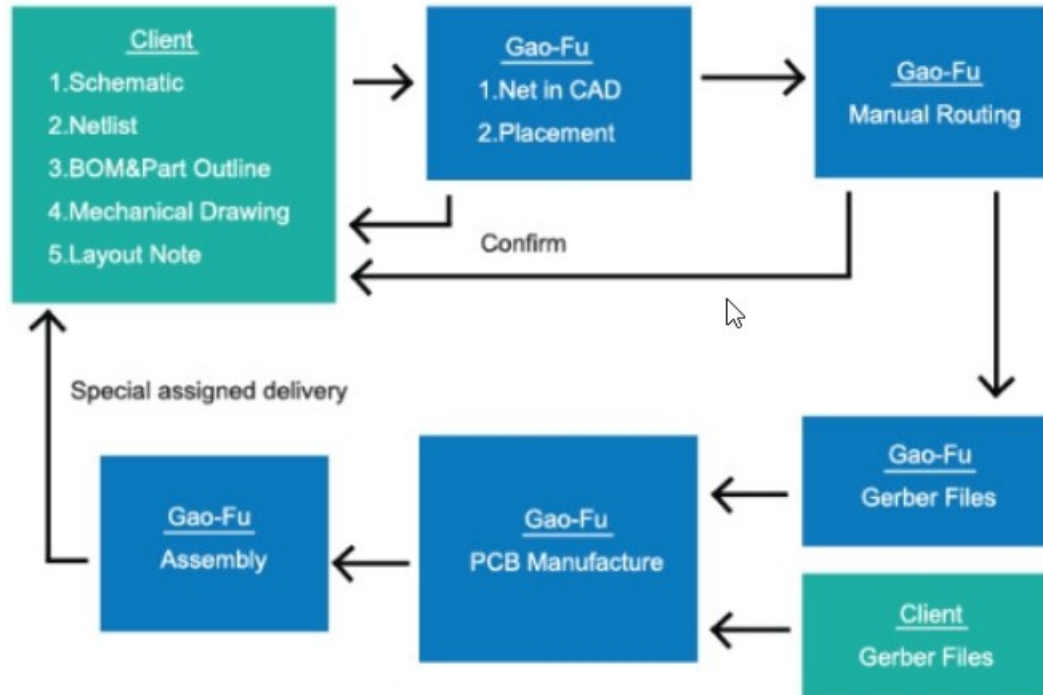 Client
1.Schematic
2.Netlist
3.BOM&Part Outline
4.Mechanical Drawing
5.Layout Note
Gao-Fu
1.Net in CAD
2.Placement
Gao-Fu
Manual Routing
Confirm
Special assigned delivery
Gao-Fu
Assembly
Gao-Fu
PCB Manufacture
Gao-Fu
Gerber Files
Client
Gerber Files